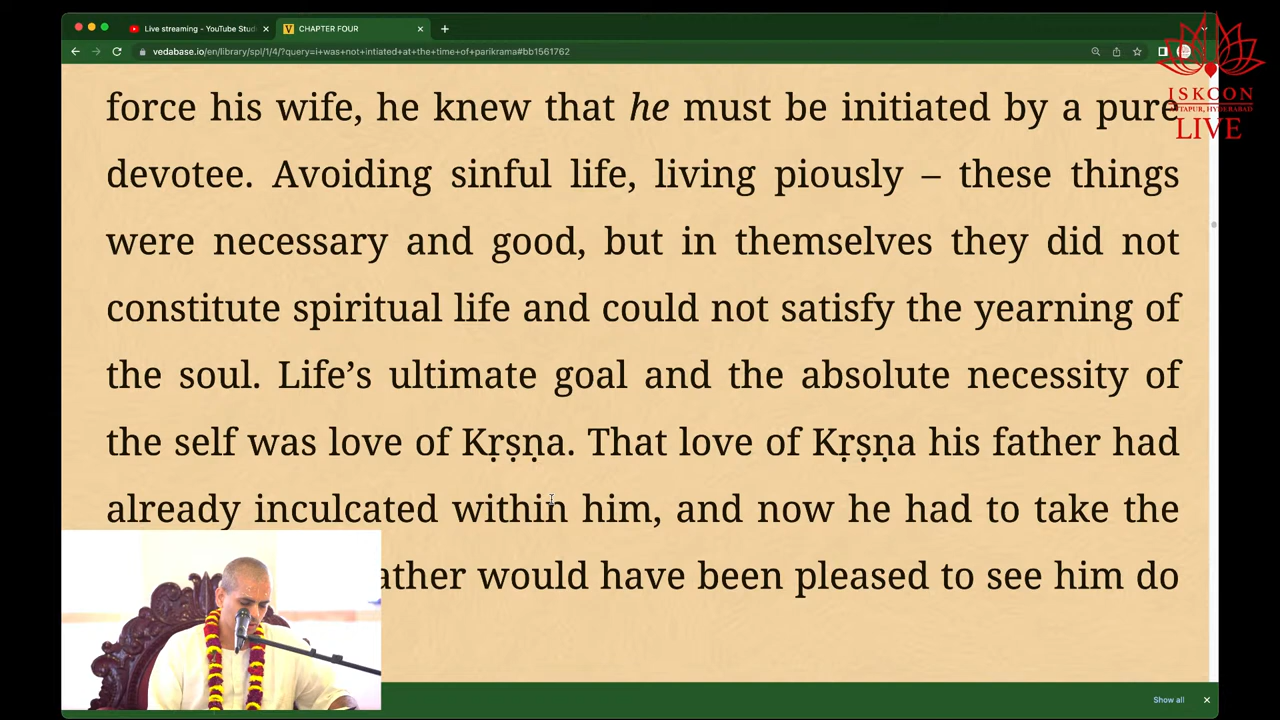 Live streaming - YouTube Stud
CHAPTER FOUR
vedabase.io/en/library/spl/1/4/?query=i+was+not+intiated+at+the+time+of+parikrama#bb1561762
ISKCON
ATTAPUR, HYDERABAD
LIVE
force his wife, he knew that he must be initiated by a pure
devotee. Avoiding sinful life, living piously – these things
were necessary and good, but in themselves they did not
constitute spiritual life and could not satisfy the yearning of
the soul. Life’s ultimate goal and the absolute necessity of
the self was love of Kṛṣṇa. That love of Kṛṣṇa his father had
already inculcated within him, and now he had to take the
ather would have been pleased to see him do
Show all